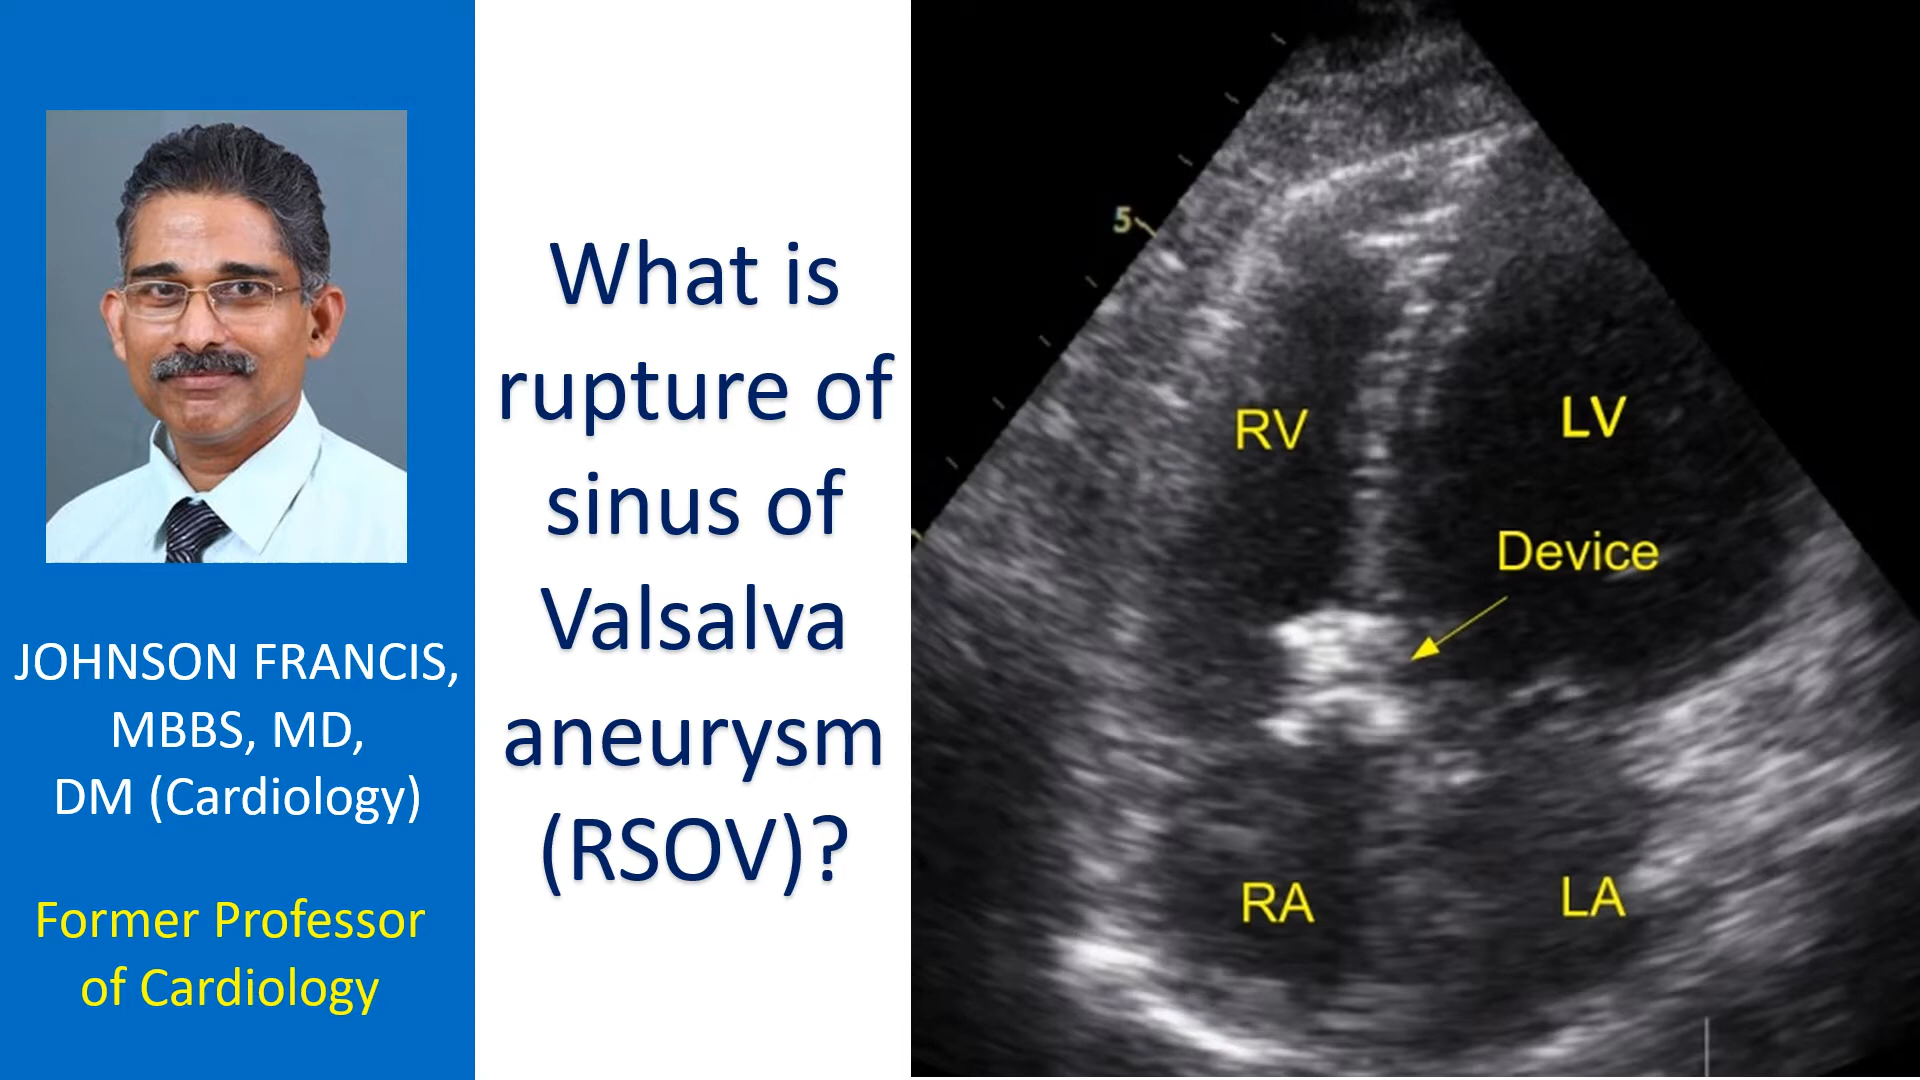 JOHNSON FRANCIS,
MBBS, MD,
DM (Cardiology)
Former Professor
of Cardiology
What is
rupture of
sinus of
Valsalva
aneurysm
(RSOV)?
5
RV
LV
Device
RA
LA